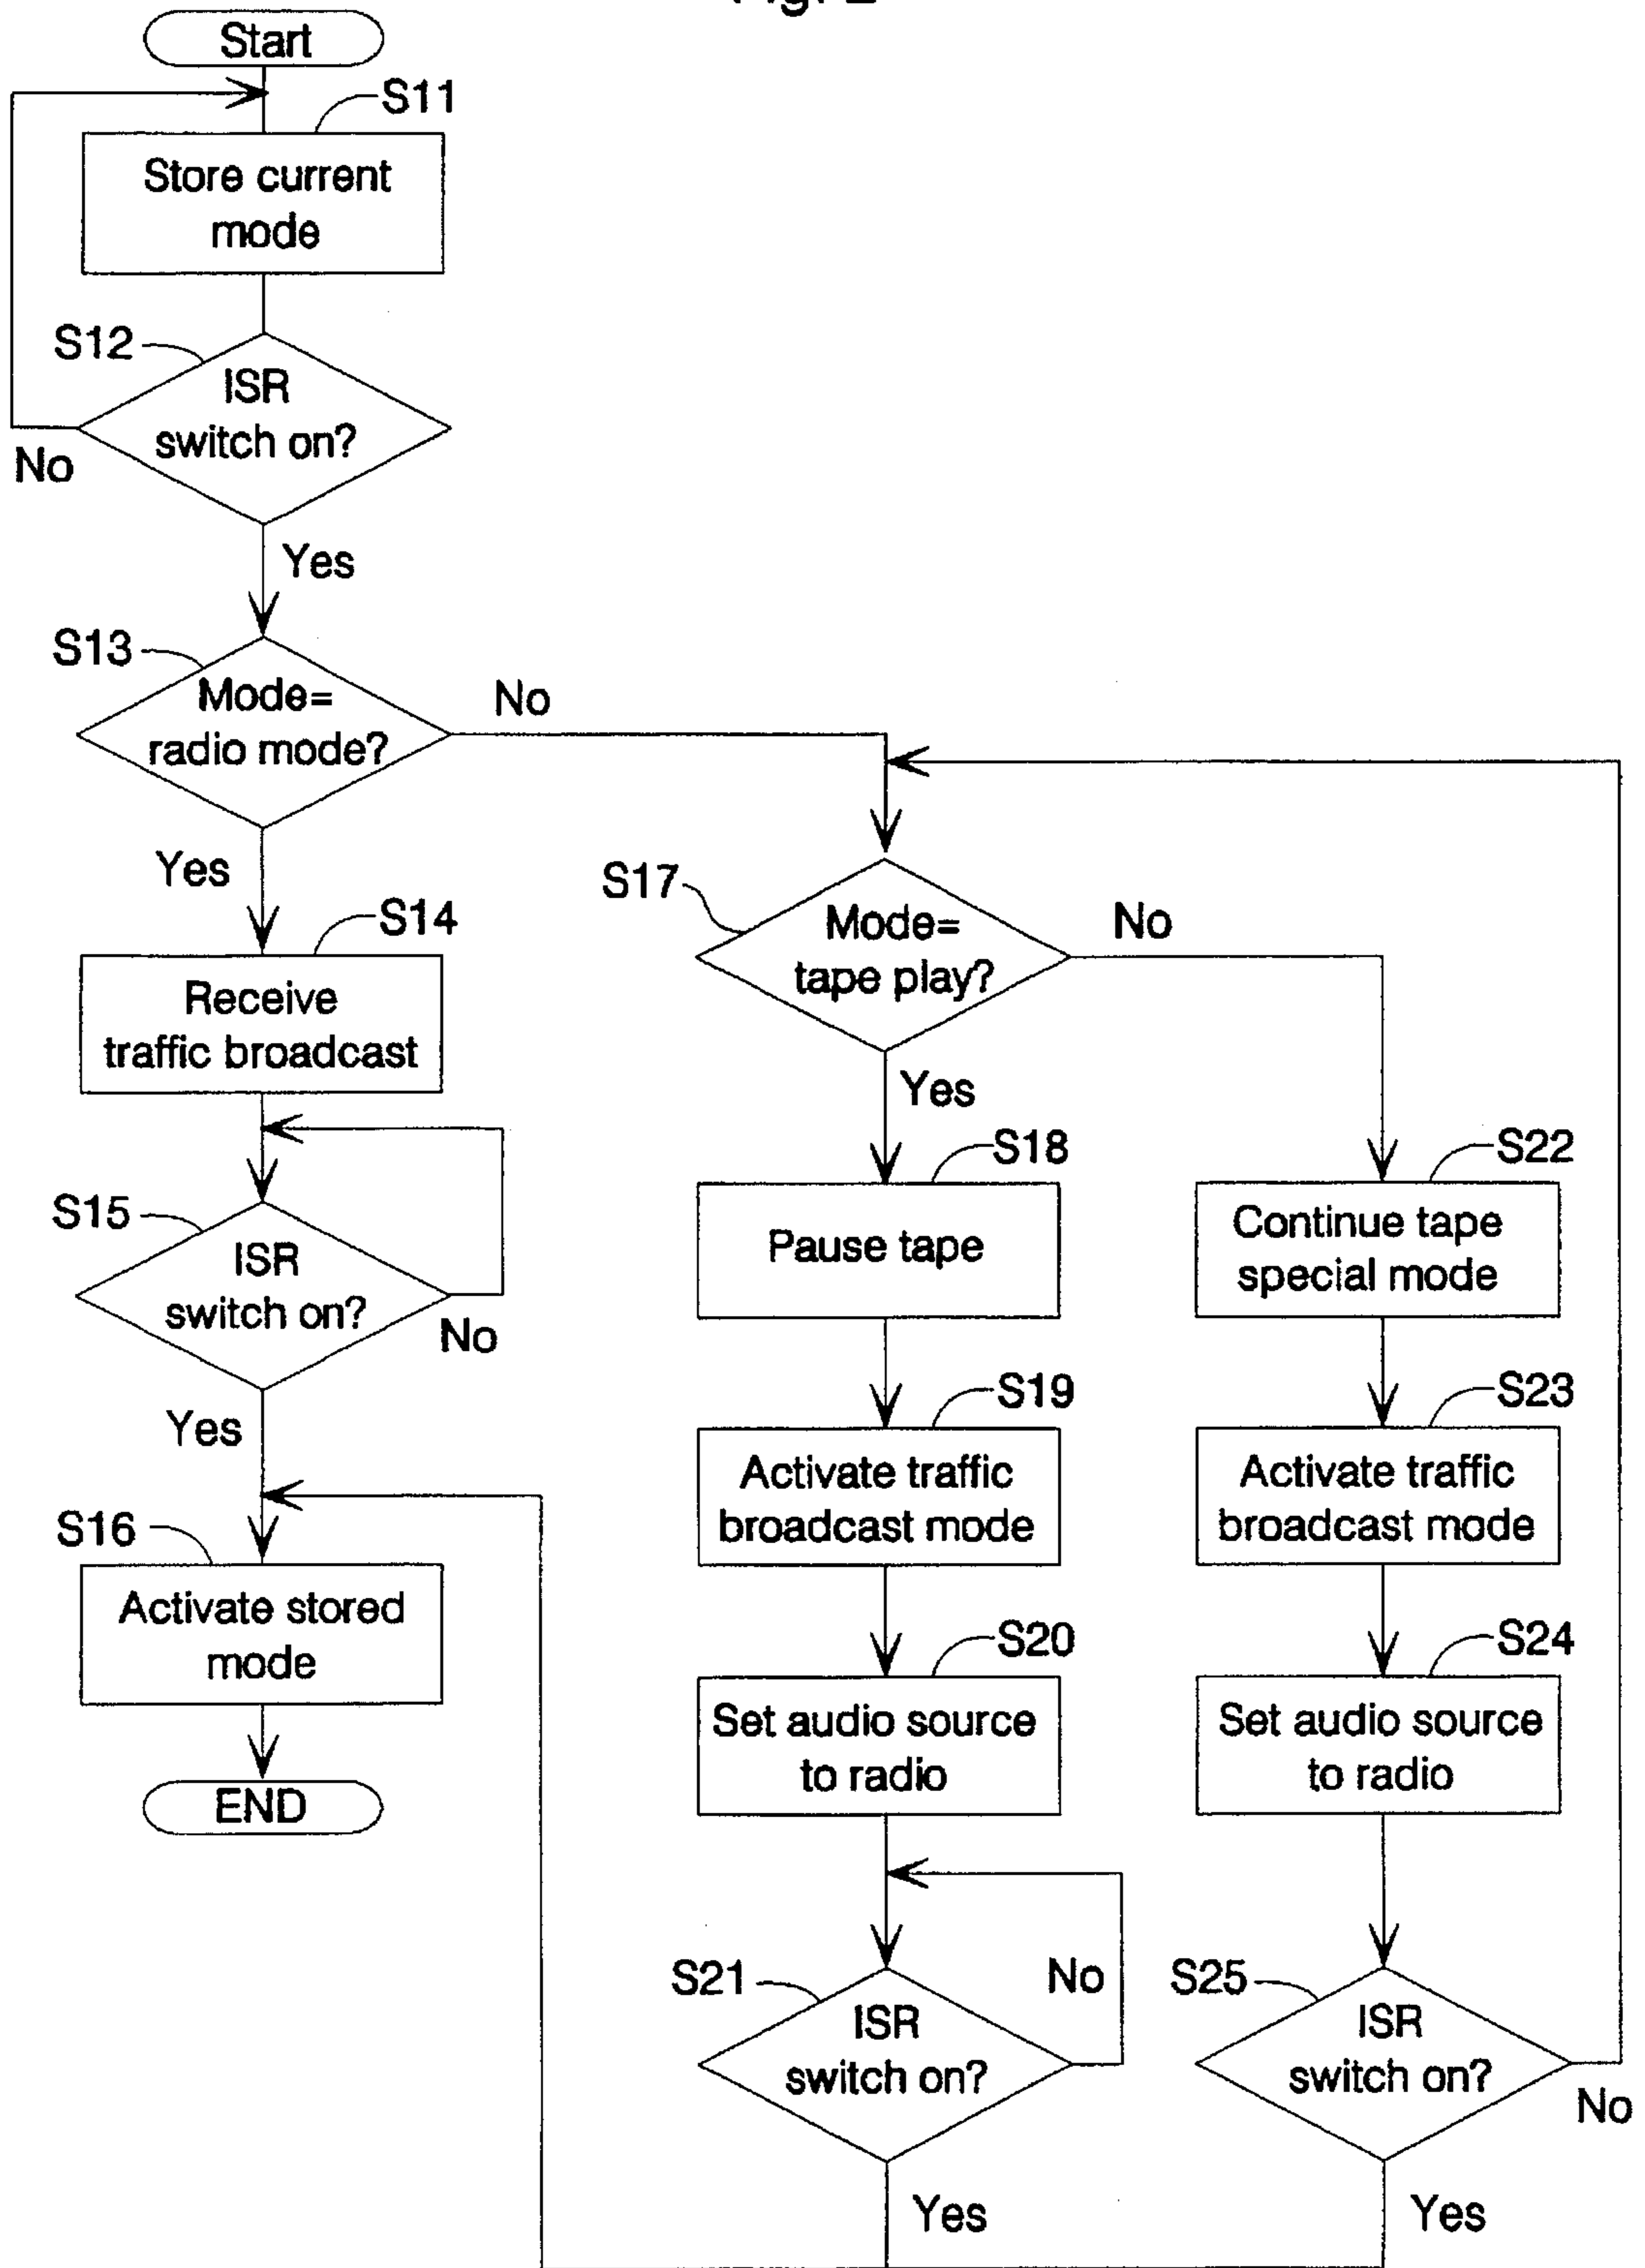 Start
S11
Store current
mode
S12
ISR
switch on?
No
Yes
S13
Mode=
radio mode?
No
Yes
S14
Receive
traffic broadcast
S15
ISR
switch on?
No
Yes
S16
Activate stored
mode
END
S17
Mode=
tape play?
No
Yes
S18
Pause tape
S19
Activate traffic
broadcast mode
S20
Set audio source
to radio
S21
ISR
switch on?
No
Yes
S22
Continue tape
special mode
S23
Activate traffic
broadcast mode
S24
Set audio source
to radio
S25
ISR
switch on?
No
Yes